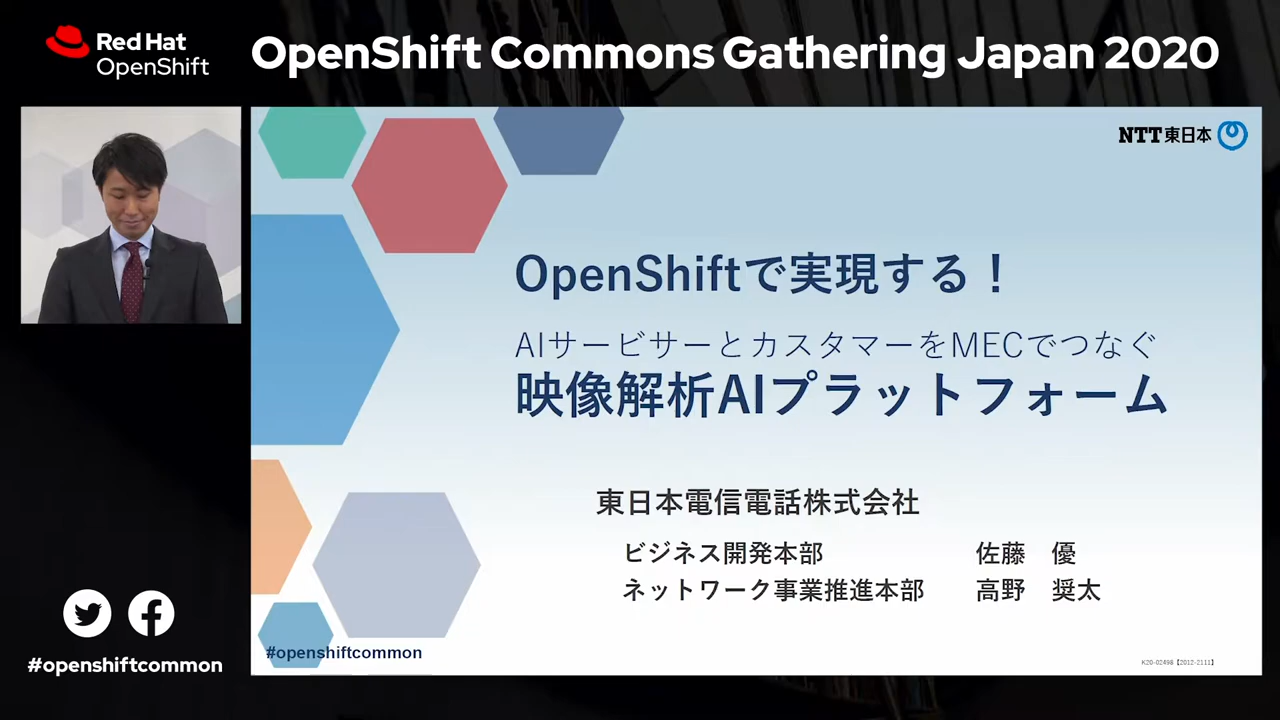 Red Hat
OpenShift
OpenShift Commons Gathering Japan 2020
NTT東日本
OpenShiftで実現する！
AIサービサーとカスタマーをMECでつなぐ
映像解析AIプラットフォーム
東日本電信電話株式会社
ビジネス開発本部 佐藤 優
ネットワーク事業推進本部 高野 奨太
#openshiftcommon
#openshiftcommon
K20-02498【2012-2111】